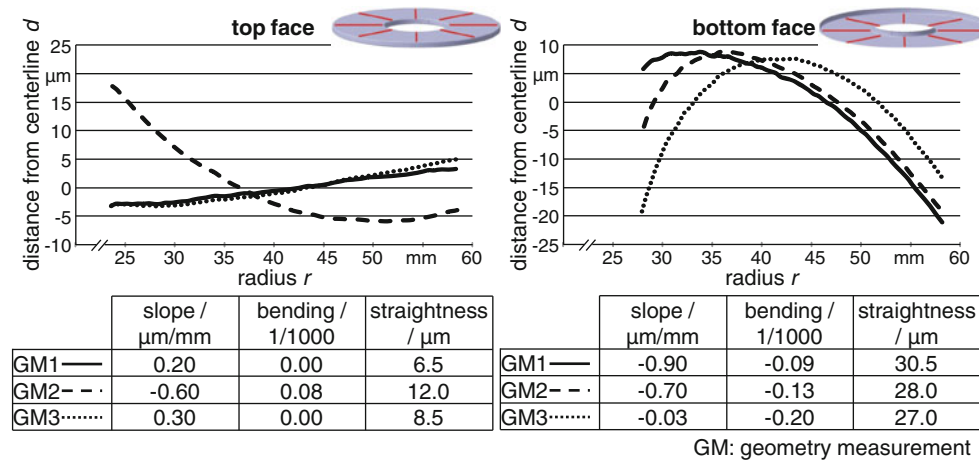 top face
distance from centerline d
25
µm
15
10
5
0
-5
-10
25 30 35 40 45 50 mm 60
radius r
slope / µm/mm bending / 1/1000 straightness / µm
GM1 0.20 0.00 6.5
GM2 -0.60 0.08 12.0
GM3 0.30 0.00 8.5
bottom face
distance from centerline d
10
µm
0
-5
-10
-15
-20
-25
25 30 35 40 45 50 mm 60
radius r
slope / µm/mm bending / 1/1000 straightness / µm
GM1 -0.90 -0.09 30.5
GM2 -0.70 -0.13 28.0
GM3 -0.03 -0.20 27.0
GM: geometry measurement